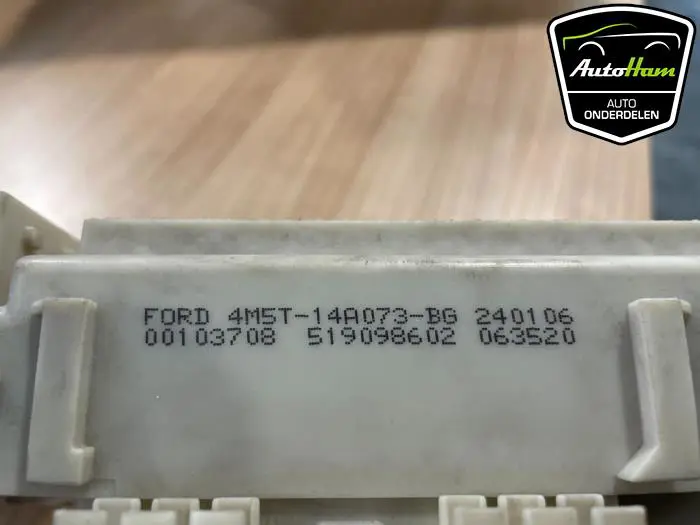 AutoHam
AUTO
ONDERDELEN
FORD 4M5T-14A073-BG 240106
00103708 519098602 063520